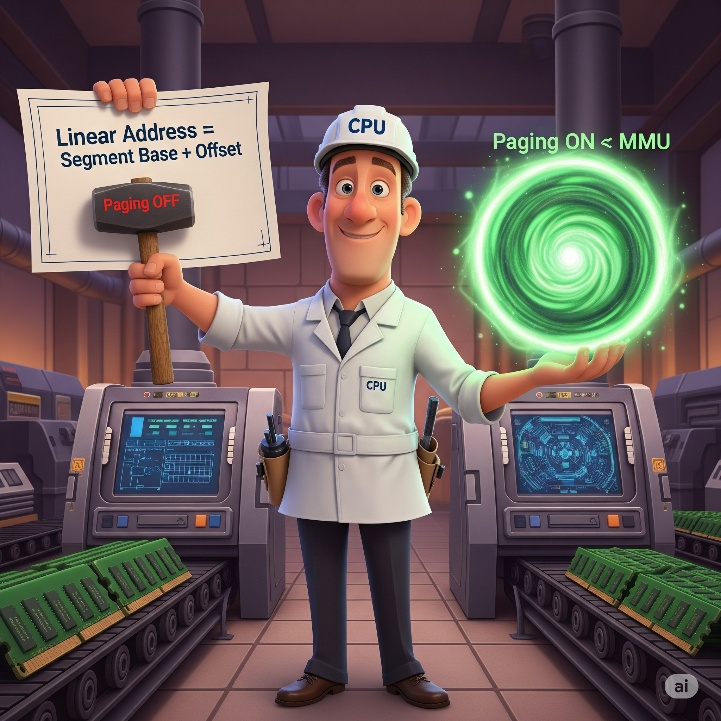 Linear Address =
Segment Base + Offset
Paging OFF
CPU
Paging ON < MMU
CPU
ai